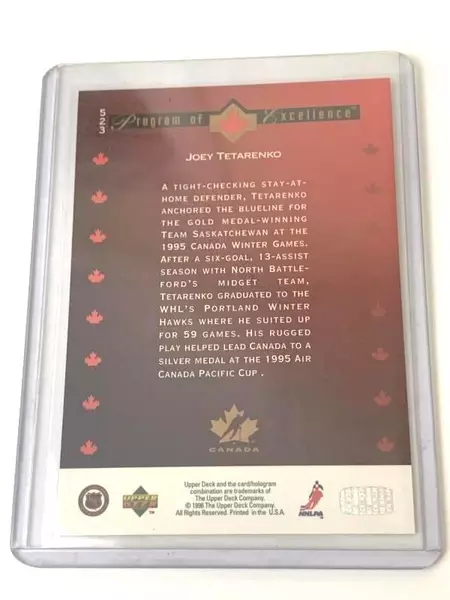 523
Program of Excellence
JOEY TETARENKO
A TIGHT-CHECKING STAY-AT-
HOME DEFENDER, TETARENKO
ANCHORED THE BLUELINE FOR
THE GOLD MEDAL-WINNING
TEAM SASKATCHEWAN AT THE
1995 CANADA WINTER GAMES.
AFTER A SIX-GOAL, 13-ASSIST
SEASON WITH NORTH BATTLE-
FORD'S MIDGET TEAM,
TETARENKO GRADUATED TO THE
WHL'S PORTLAND WINTER
HAWKS WHERE HE SUITED UP
FOR 59 GAMES. HIS RUGGED
PLAY HELPED LEAD CANADA TO A
SILVER MEDAL AT THE 1995 AIR
CANADA PACIFIC CUP .
CANADA
Upper Deck and the card/hologram
combination are trademarks of
The Upper Deck Company.
© 1996 The Upper Deck Company.
All Rights Reserved. Printed in the U.S.A.
UPPER DECK TM
NHLPA